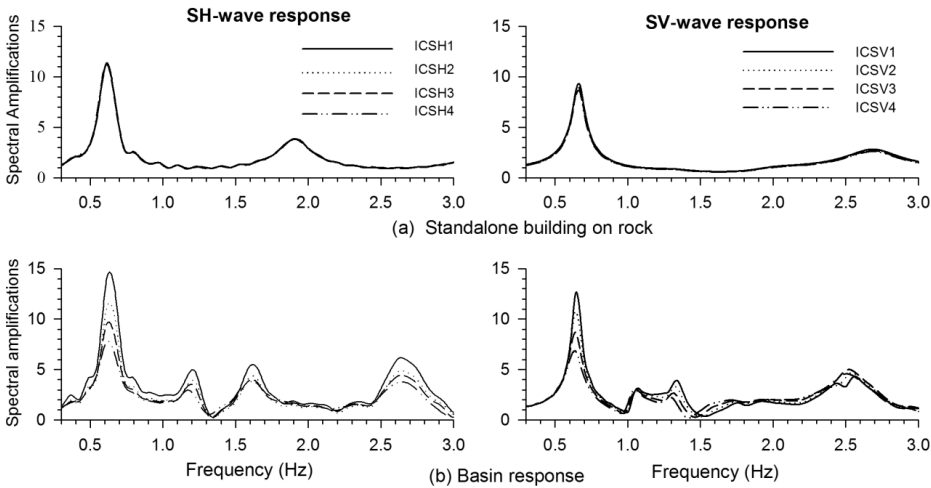 SH-wave response
SV-wave response
Spectral Amplifications
15
10
5
0
ICSH1
ICSH2
ICSH3
ICSH4
0.5 1.0 1.5 2.0 2.5 3.0
15
10
5
0
ICSV1
ICSV2
ICSV3
ICSV4
0.5 1.0 1.5 2.0 2.5 3.0
(a) Standalone building on rock
Spectral amplifications
15
10
5
0
0.5 1.0 1.5 2.0 2.5 3.0
Frequency (Hz)
15
10
5
0
0.5 1.0 1.5 2.0 2.5 3.0
Frequency (Hz)
(b) Basin response